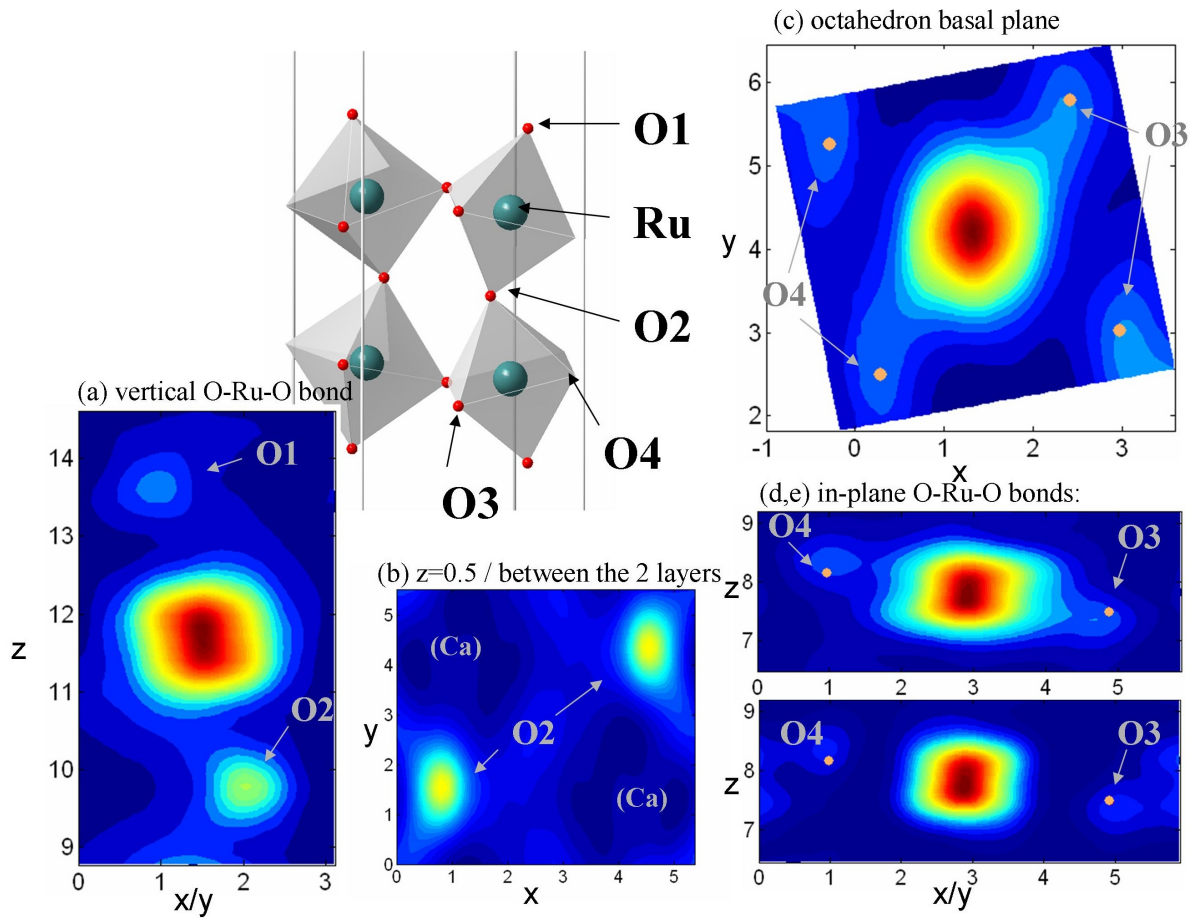 (c) octahedron basal plane
O1
Ru
O2
O4
O3
6
5
4
3
2
y
-1 0 1 2 3
x
O3
O4
(a) vertical O-Ru-O bond
14
13
12
11
10
9
z
0 1 2 3
x/y
O1
O2
(b) z=0.5 / between the 2 layers
5
4
3
2
1
0
y
0 1 2 3 4 5
x
(Ca)
O2
(Ca)
(d,e) in-plane O-Ru-O bonds:
9
8
7
z
O4
O3
0 1 2 3 4 5
9
8
7
z
O4
O3
0 1 2 3 4 5
x/y